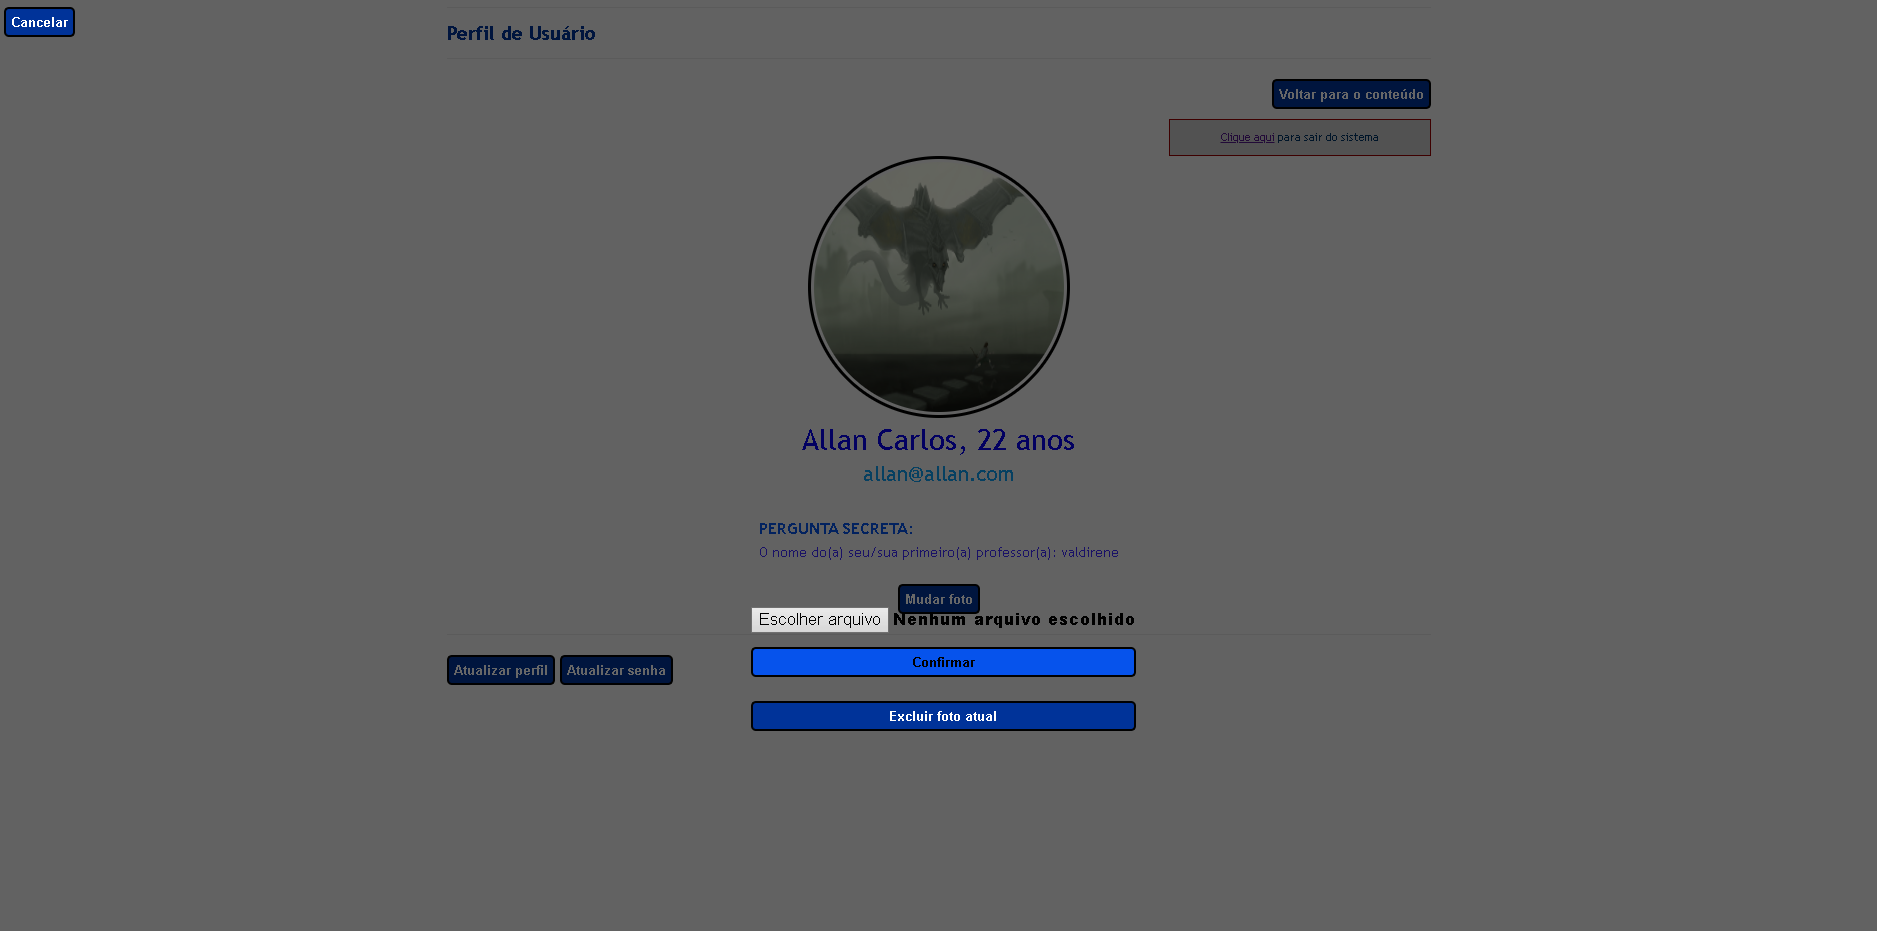 Cancelar
Perfil de Usuário
Voltar para o conteúdo
Clique aqui para sair do sistema
Allan Carlos, 22 anos
allan@allan.com
PERGUNTA SECRETA:
O nome do(a) seu/sua primeiro(a) professor(a): valdirene
Mudar foto
Escolher arquivo Nenhum arquivo escolhido
Confirmar
Atualizar perfil Atualizar senha
Excluir foto atual